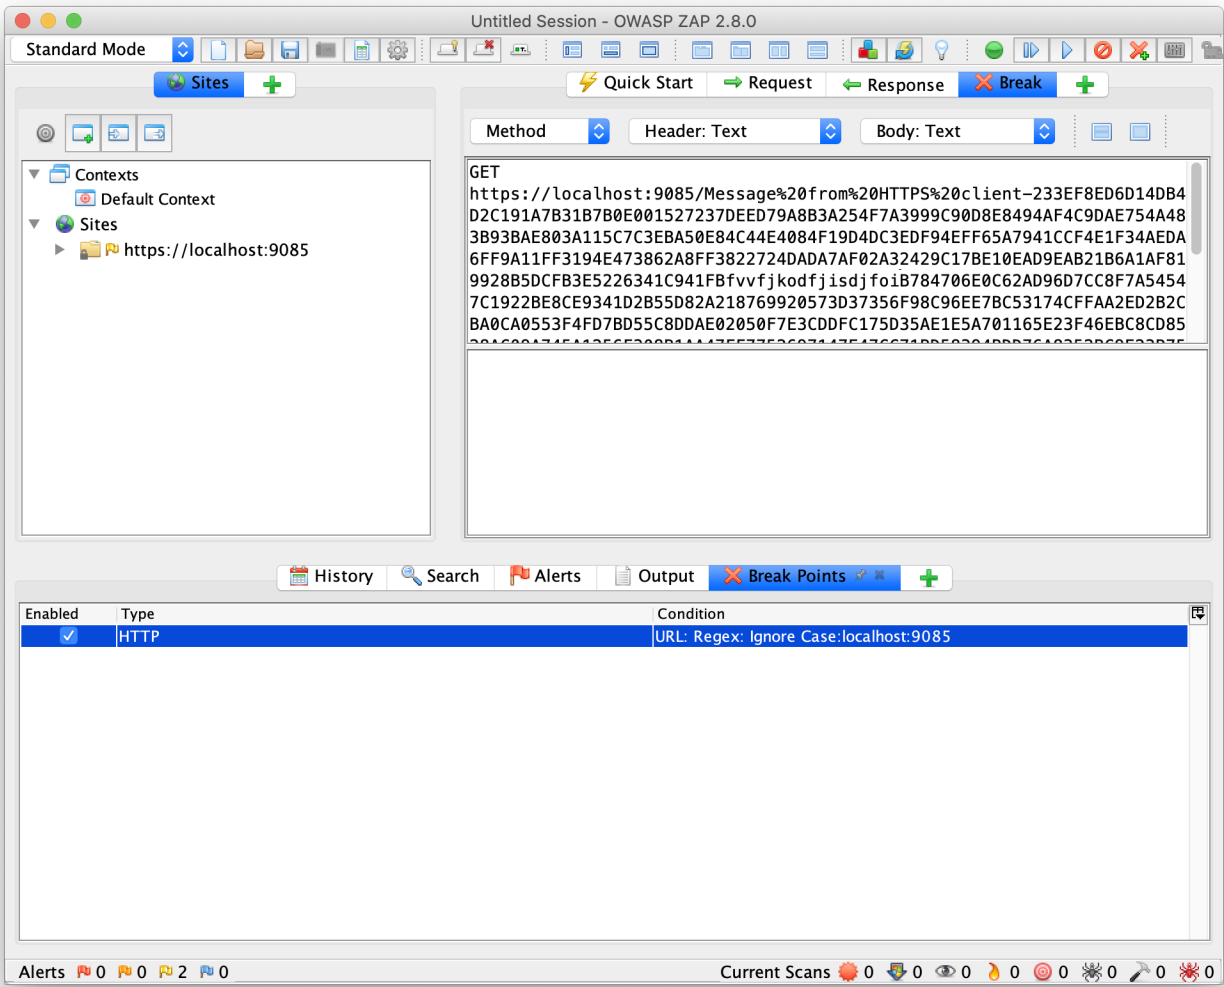 Untitled Session - OWASP ZAP 2.8.0
Standard Mode
Sites
Quick Start Request Response Break
Method Header: Text Body: Text
Contexts
Default Context
Sites
https://localhost:9085
GET
https://localhost:9085/Message%20from%20HTTPS%20client-233EF8ED6D14DB4
D2C191A7B31B7B0E001527237DEED79A8B3A254F7A3999C90D8E8494AF4C9DAE754A48
3B93BAE803A115C7C3EBA50E84C44E4084F19D4DC3EDF94EFF65A7941CCF4E1F34AEDA
6FF9A11FF3194E473862A8FF3822724DADA7AF02A32429C17BE10EAD9EAB21B6A1AF81
9928B5DCFB3E5226341C941FBfvvfjkodfjisdjfoiB784706E0C62AD96D7CC8F7A5454
7C1922BE8CE9341D2B55D82A218769920573D37356F98C96EE7BC53174CFFAA2ED2B2C
BA0CA0553F4FD7BD55C8DDAE02050F7E3CDDFC175D35AE1E5A701165E23F46EBC8CD85
History Search Alerts Output Break Points
Enabled Type Condition
HTTP URL: Regex: Ignore Case:localhost:9085
Alerts 0 0 2 0 Current Scans 0 0 0 0 0 0 0 0